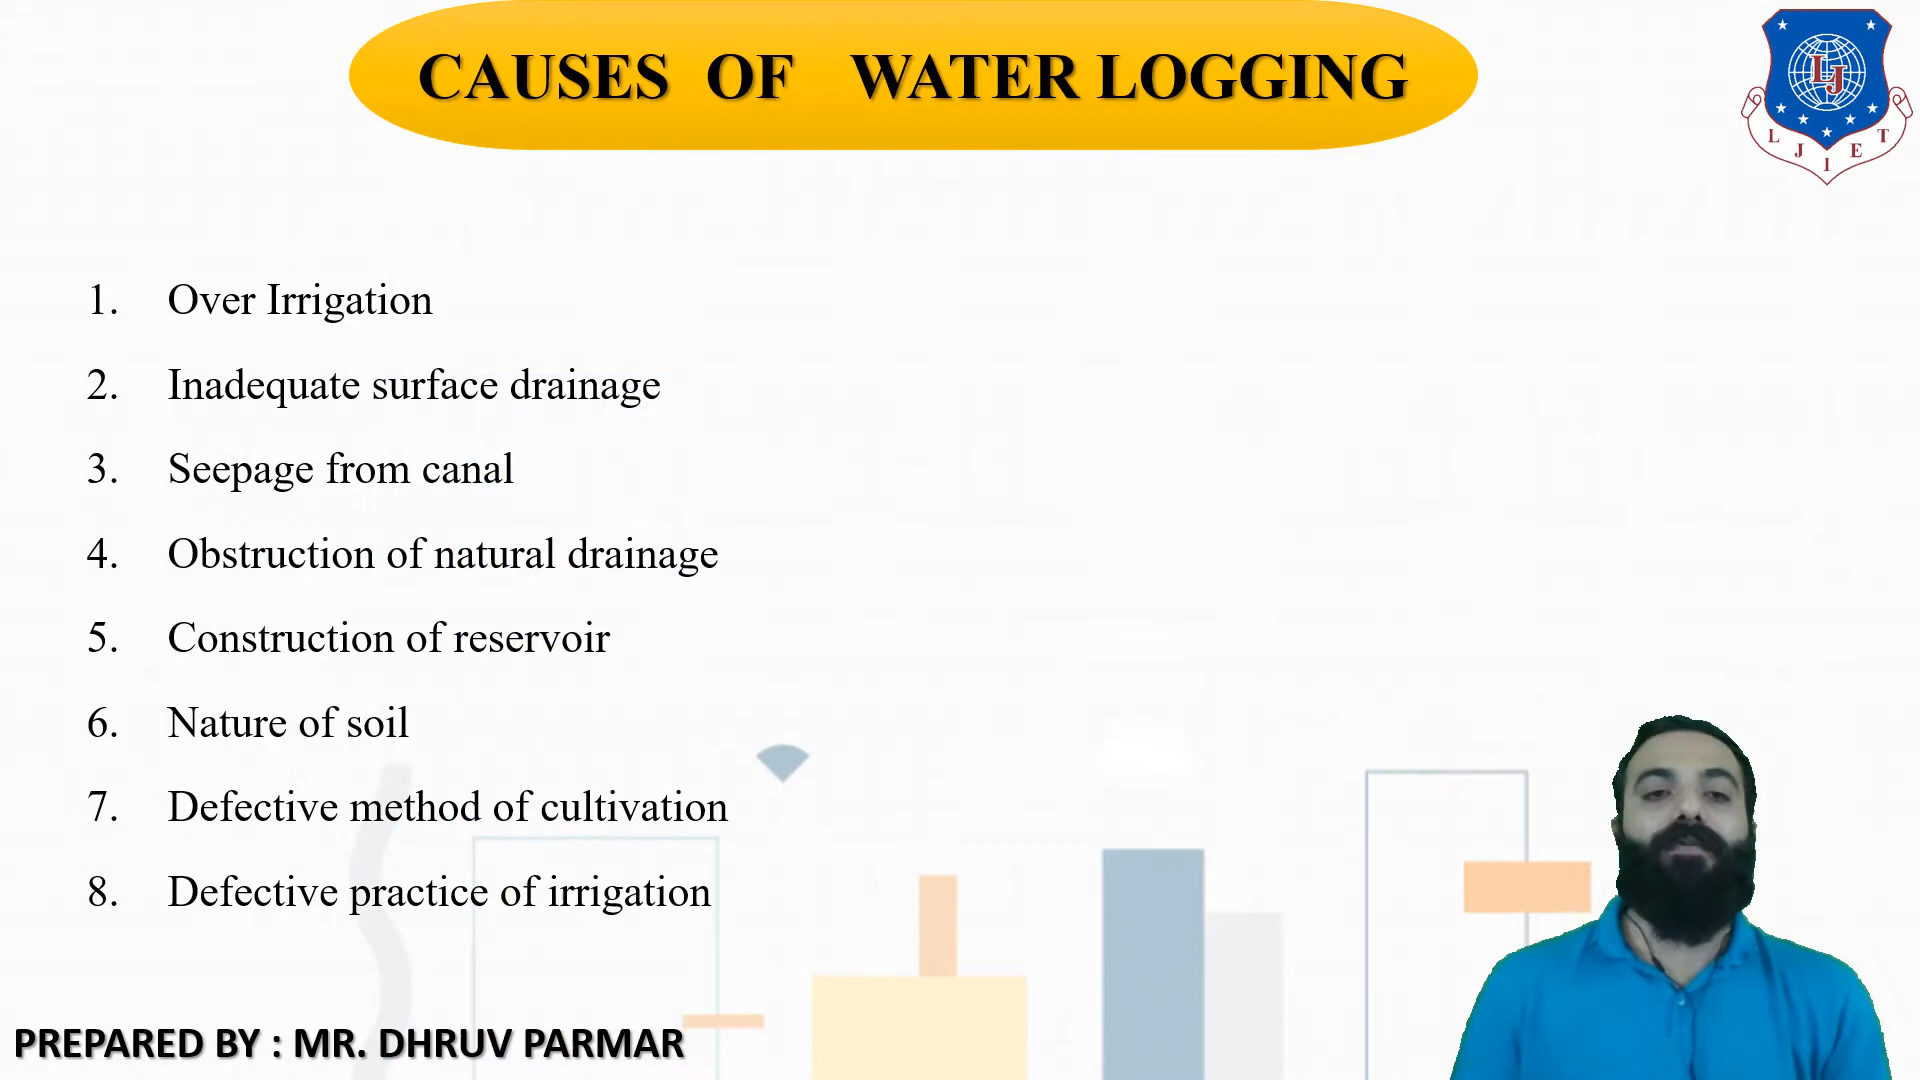 CAUSES OF WATER LOGGING
LJ
L J I E T
1. Over Irrigation
2. Inadequate surface drainage
3. Seepage from canal
4. Obstruction of natural drainage
5. Construction of reservoir
6. Nature of soil
7. Defective method of cultivation
8. Defective practice of irrigation
PREPARED BY : MR. DHRUV PARMAR